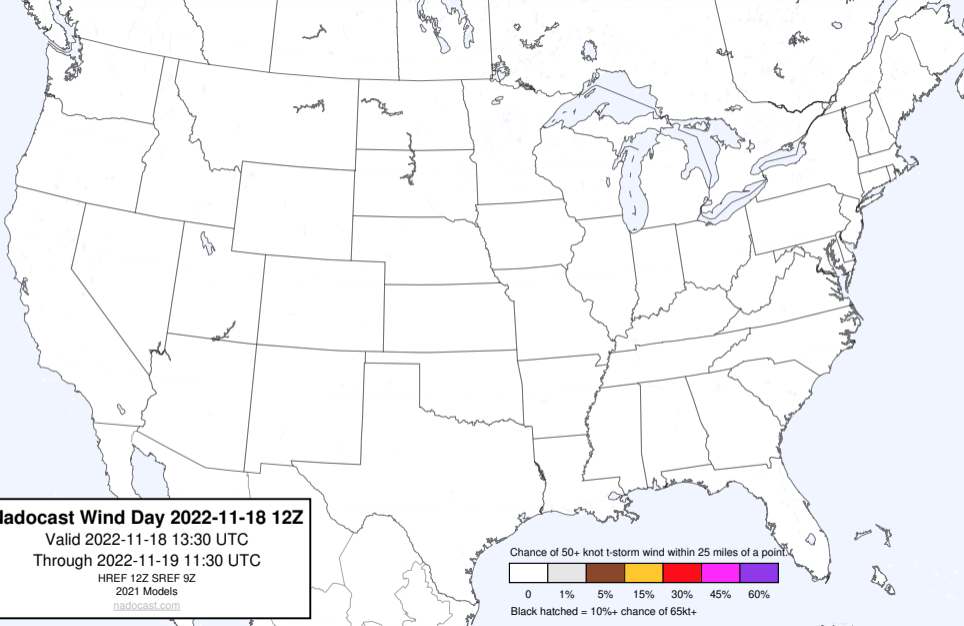 adocast Wind Day 2022-11-18 12Z
Valid 2022-11-18 13:30 UTC
Through 2022-11-19 11:30 UTC
HREF 12Z SREF 9Z
2021 Models
nadocast.com
Chance of 50+ knot t-storm wind within 25 miles of a point.
0 1% 5% 15% 30% 45% 60%
Black hatched = 10%+ chance of 65kt+